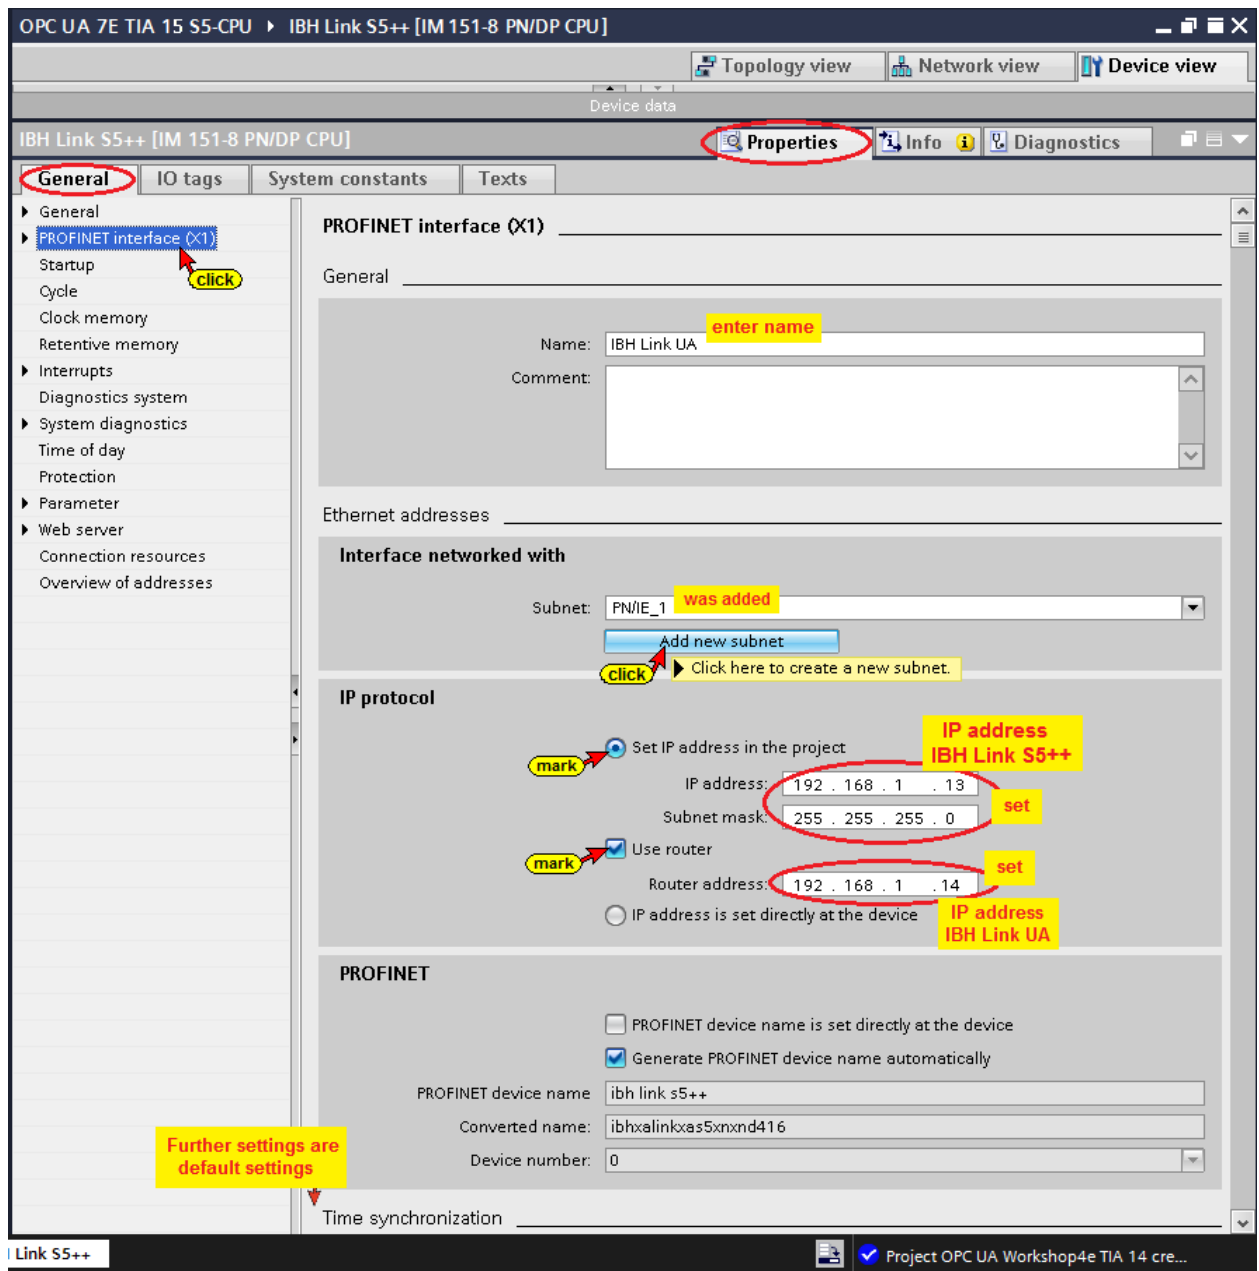 OPC UA 7E TIA 15 S5-CPU ▸ IBH Link S5++ [IM 151-8 PN/DP CPU]
Topology view
Network view
Device view
Device data
IBH Link S5++ [IM 151-8 PN/DP CPU]
Properties
Info
Diagnostics
General
IO tags
System constants
Texts
General
PROFINET interface (X1)
click
Startup
Cycle
Clock memory
Retentive memory
Interrupts
Diagnostics system
System diagnostics
Time of day
Protection
Parameter
Web server
Connection resources
Overview of addresses
PROFINET interface (X1)
General
enter name
Name: IBH Link UA
Comment:
Ethernet addresses
Interface networked with
was added
Subnet: PN/IE_1
Add new subnet
click
Click here to create a new subnet.
IP protocol
IP address
IBH Link S5++
mark
Set IP address in the project
IP address: 192 . 168 . 1 . 13
set
Subnet mask: 255 . 255 . 255 . 0
mark
Use router
set
Router address: 192 . 168 . 1 . 14
IP address is set directly at the device
IP address
IBH Link UA
PROFINET
PROFINET device name is set directly at the device
Generate PROFINET device name automatically
PROFINET device name ibh link s5++
Converted name: ibhxalinkxas5xnxnd416
Device number: 0
Further settings are
default settings
Time synchronization
Link S5++
Project OPC UA Workshop4e TIA 14 cre...